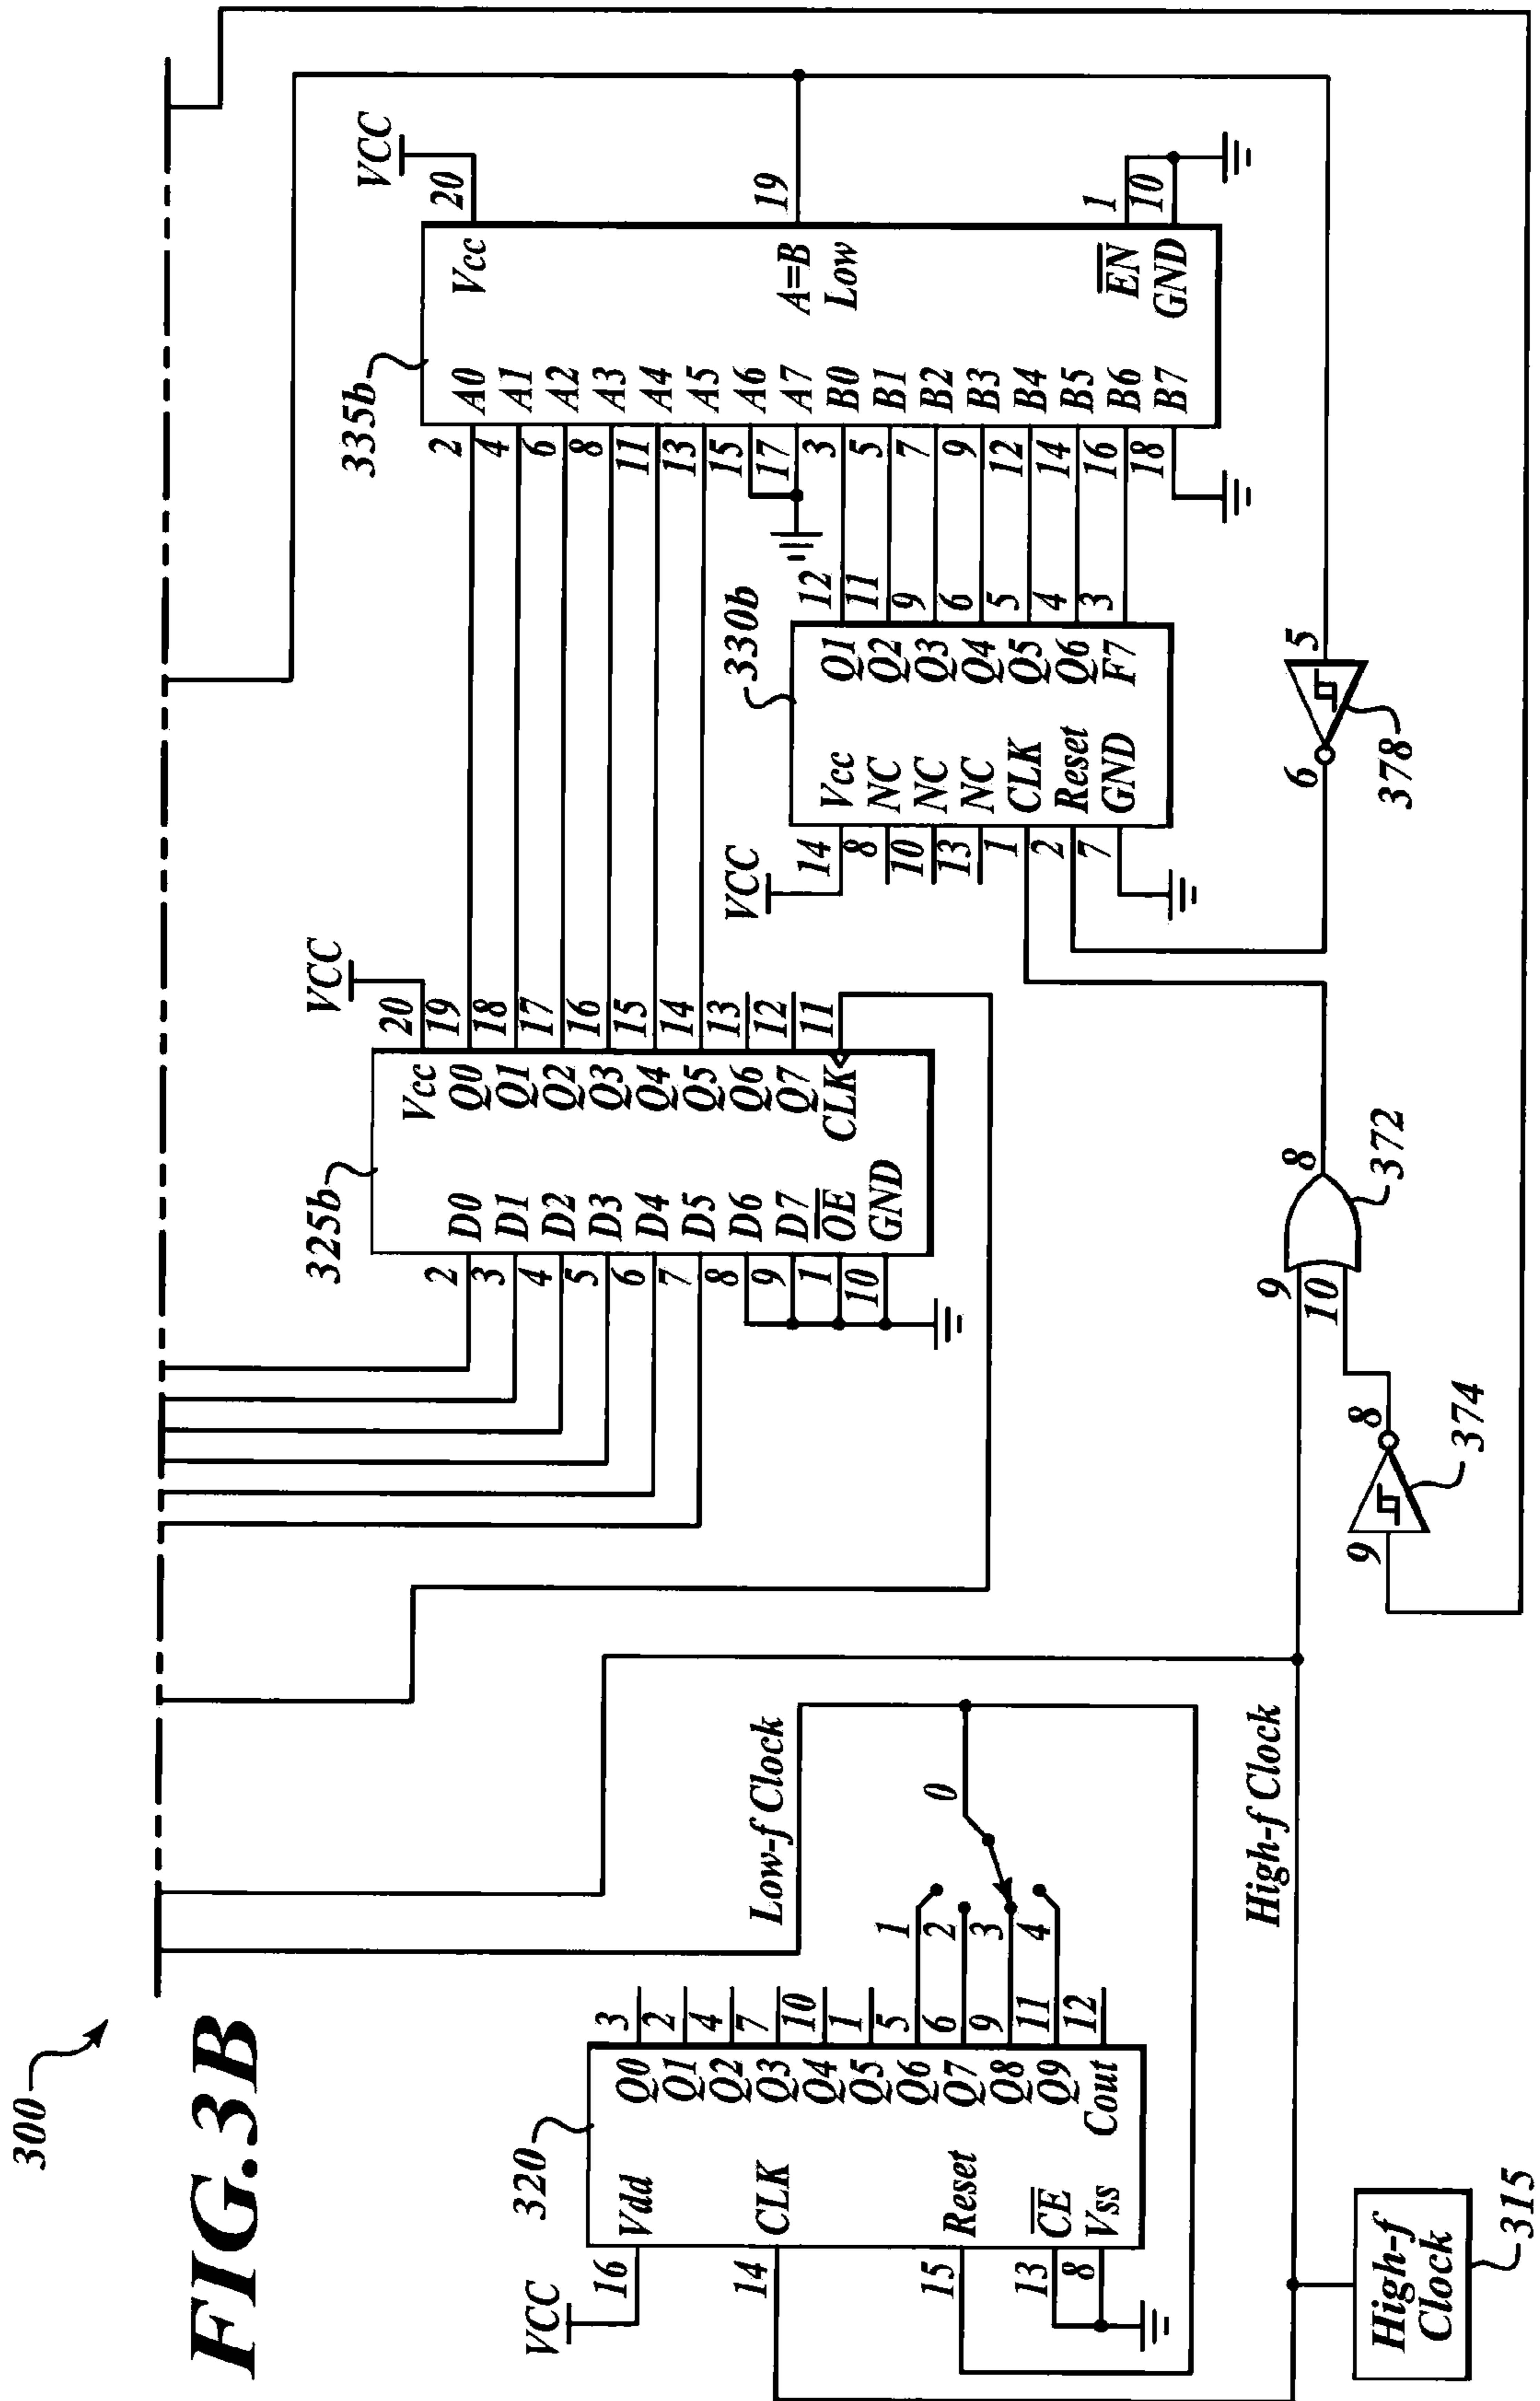 300
FIG.3B
320
VCC
16
14
15
13
8
Vdd
CLK
Reset
CE
Vss
Q0
Q1
Q2
Q3
Q4
Q5
Q6
Q7
Q8
Q9
Cout
3
2
4
7
10
1
5
6
9
11
12
1
2
3
4
0
Low-f Clock
High-f Clock
High-f
Clock
315
325b
2
3
4
5
6
7
8
9
1
10
D0
D1
D2
D3
D4
D5
D6
D7
OE
GND
Vcc
Q0
Q1
Q2
Q3
Q4
Q5
Q6
Q7
CLK
VCC
20
19
18
17
16
15
14
13
12
11
9
8
374
9
10
8
372
330b
VCC
14
8
10
13
1
2
7
Vcc
NC
NC
NC
CLK
Reset
GND
Q1
Q2
Q3
Q4
Q5
Q6
F7
12
11
9
6
5
4
3
6
5
378
335b
2
4
6
8
11
13
15
17
3
5
7
9
12
14
16
18
A0
A1
A2
A3
A4
A5
A6
A7
B0
B1
B2
B3
B4
B5
B6
B7
Vcc
A=B
Low
EN
GND
VCC
20
19
1
10